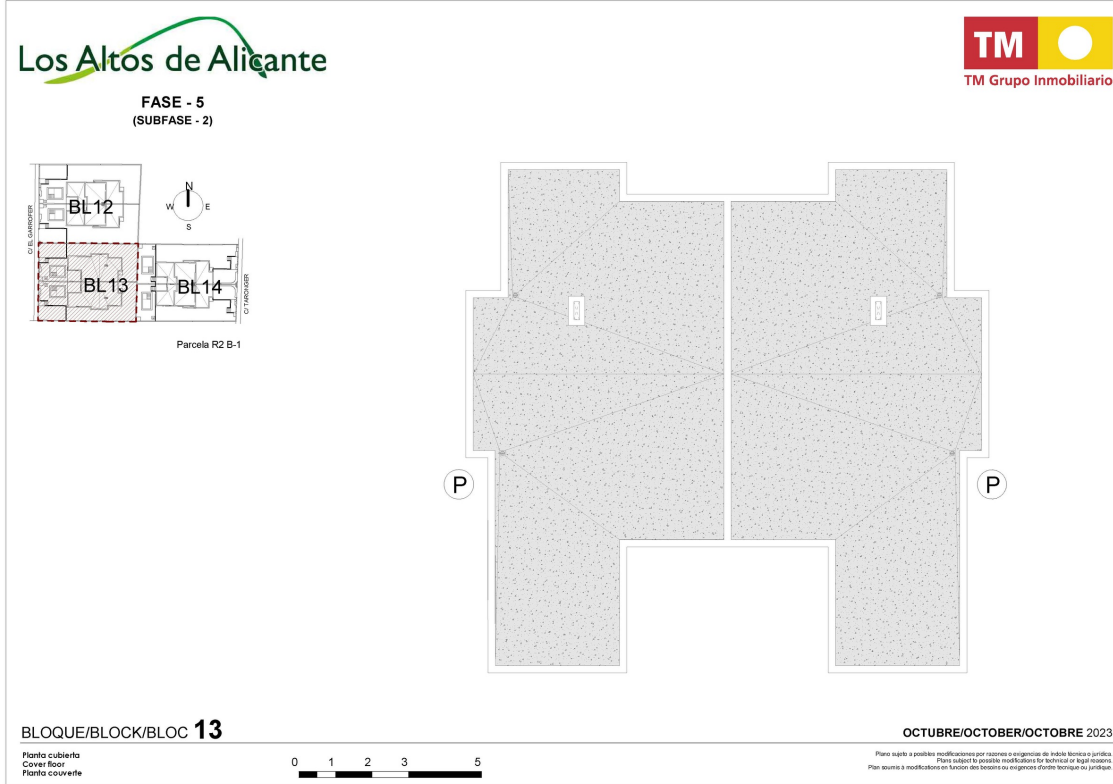 Los Altos de Alicante
TM
TM Grupo Inmobiliario
FASE - 5
(SUBFASE - 2)
BL12
N
W E
S
C/ EL GARROFER
BL13
BL14
C/ TARONGER
Parcela R2 B-1
P
P
BLOQUE/BLOCK/BLOC 13
OCTUBRE/OCTOBER/OCTOBRE 2023
Planta cubierta
Cover floor
Planta couverte
0 1 2 3 5
Plano sujeto a posibles modificaciones por razones o exigencias de indole técnica o jurídica.
Plans subject to possible modifications for technical or legal reasons.
Plan soumis à modifications en fonction des besoins ou exigences d'ordre technique ou juridique.